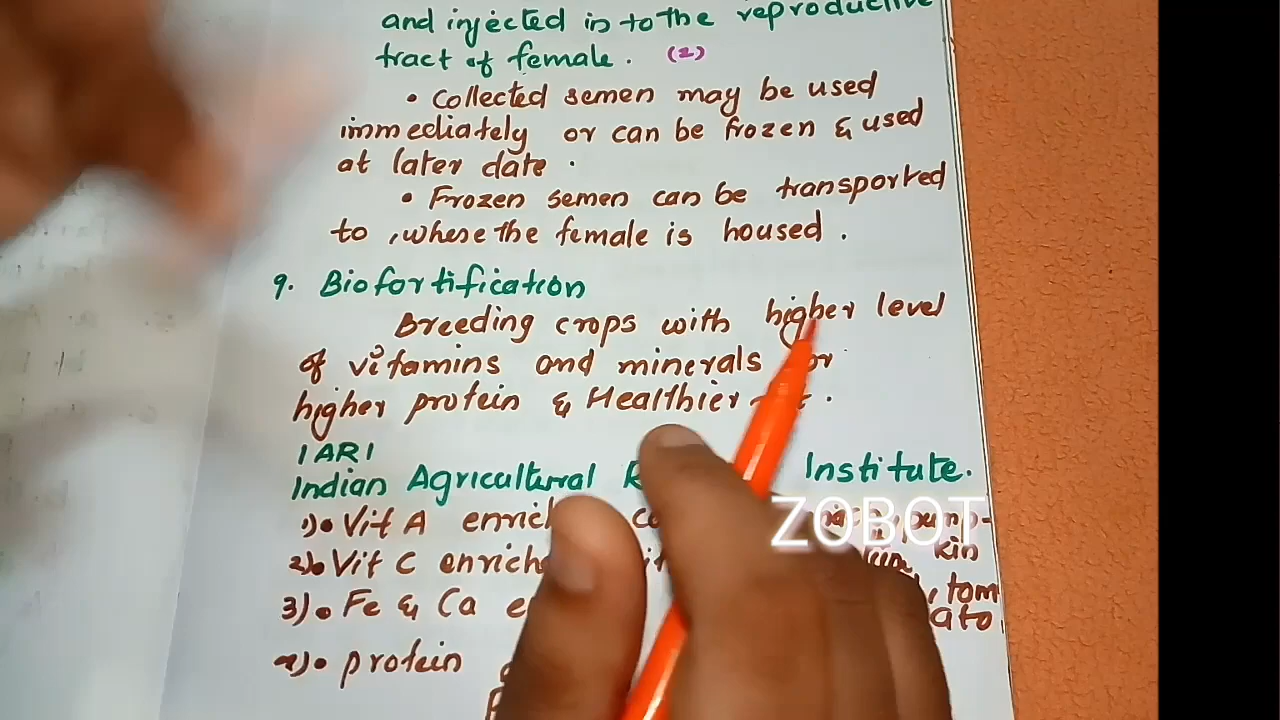 and injected in to the reproductive
tract of female. (2)
• Collected semen may be used
immediately or can be frozen & used
at later date.
• Frozen semen can be transported
to , where the female is housed.
9. Biofortification
Breeding crops with higher level
of vitamins and minerals or
higher protein & Healthier
IARI
Indian Agricultural Institute.
1)• Vit A
ZOBOT
2)• Vit C kin
3)• Fe & Ca , tom
ato.
4)• protein